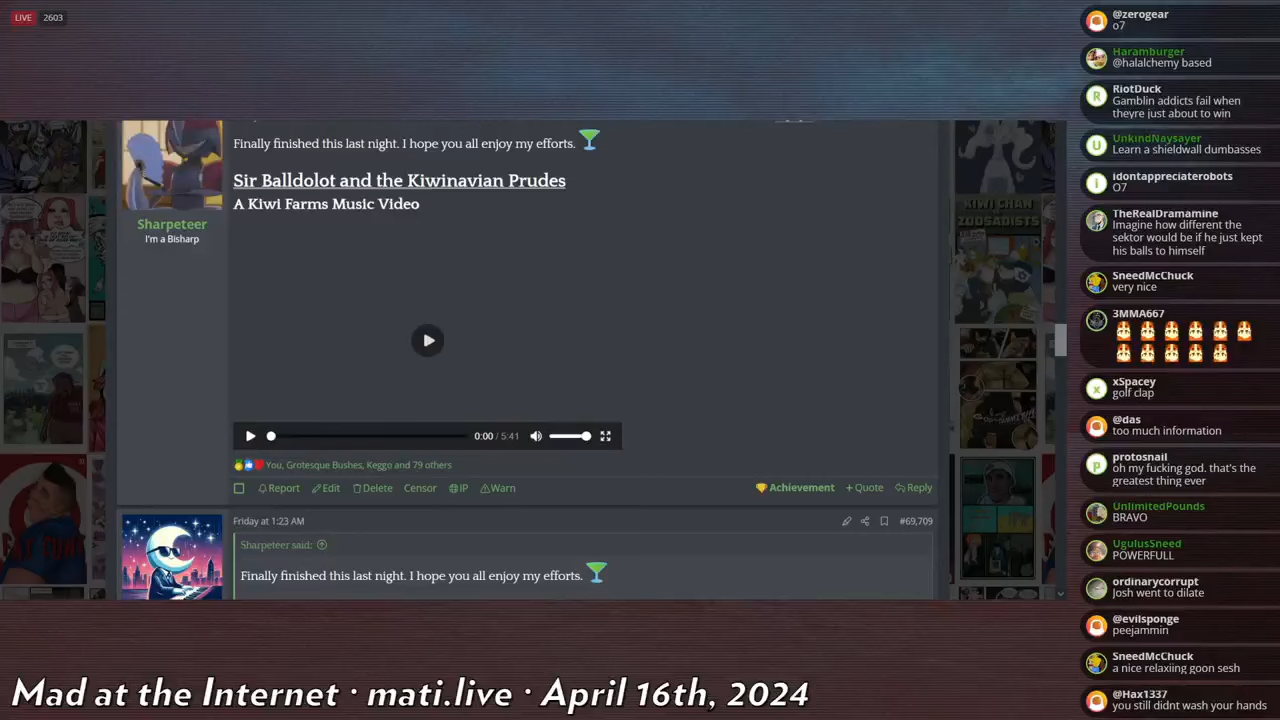 LIVE 2603
Finally finished this last night. I hope you all enjoy my efforts.
Sir Balldolot and the Kiwinavian Prudes
A Kiwi Farms Music Video
Sharpeteer
I'm a Bisharp
0:00 / 5:41
You, Grotesque Bushes, Keggo and 79 others
Report Edit Delete Censor IP Warn Achievement + Quote Reply
Friday at 1:23 AM #69,709
Sharpeteer said:
Finally finished this last night. I hope you all enjoy my efforts.
KIWI CHAN
ZOOSADISTS
Mad at the Internet · mati.live · April 16th, 2024
@zerogear
o7
Haramburger
@halalchemy based
R
RiotDuck
Gamblin addicts fail when
theyre just about to win
U
UnkindNaysayer
Learn a shieldwall dumbasses
i
idontappreciaterobots
O7
TheRealDramamine
Imagine how different the
sektor would be if he just kept
his balls to himself
SneedMcChuck
very nice
3MMA667
x
xSpacey
golf clap
@das
too much information
p
protosnail
oh my fucking god. that's the
greatest thing ever
UnlimitedPounds
BRAVO
UgulusSneed
POWERFULL
ordinarycorrupt
Josh went to dilate
@evilsponge
peejammin
SneedMcChuck
a nice relaxiing goon sesh
@Hax1337
you still didnt wash your hands